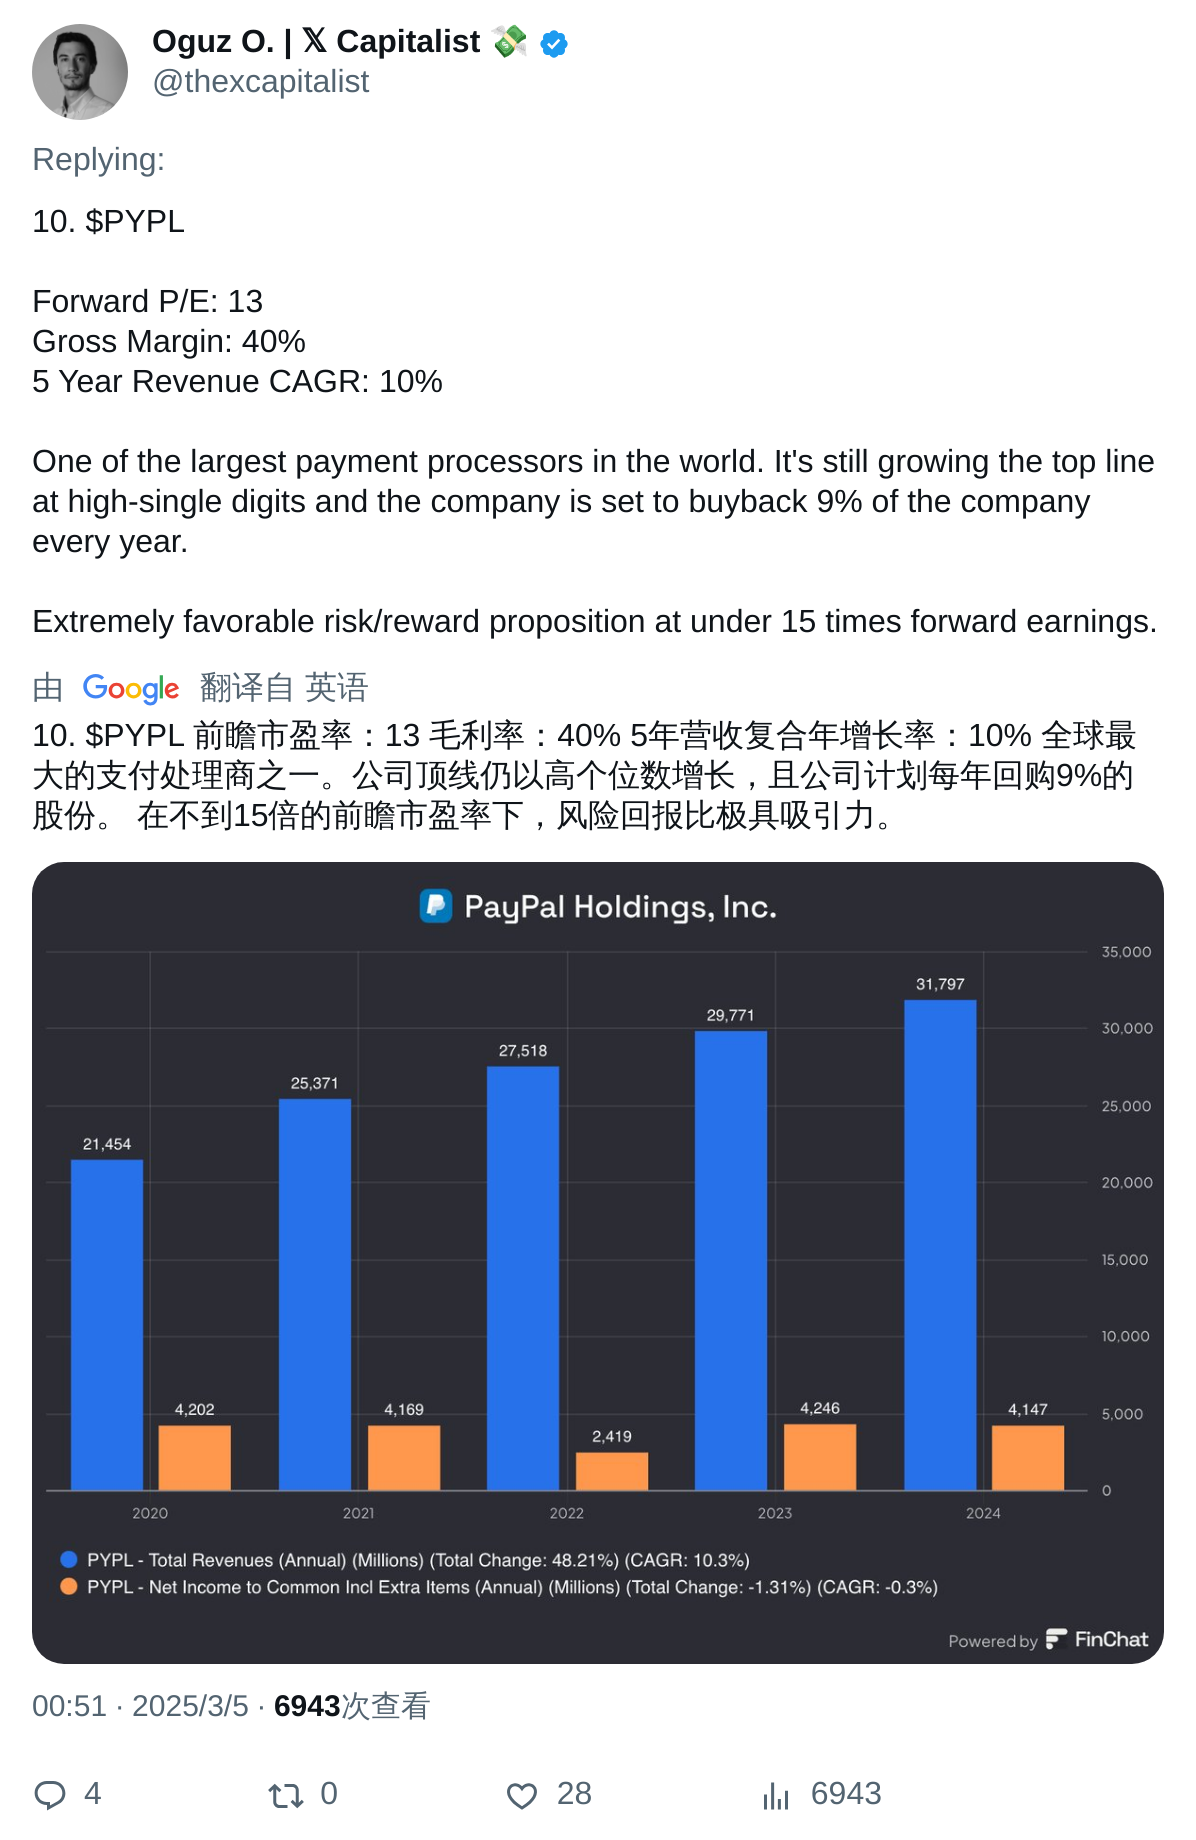 Oguz O. | 𝕏 Capitalist 💸
@thexcapitalist
Replying:
10. $PYPL
Forward P/E: 13
Gross Margin: 40%
5 Year Revenue CAGR: 10%
One of the largest payment processors in the world. It's still growing the top line
at high-single digits and the company is set to buyback 9% of the company
every year.
Extremely favorable risk/reward proposition at under 15 times forward earnings.
由 Google 翻译自 英语
10. $PYPL 前瞻市盈率：13 毛利率：40% 5年营收复合年增长率：10% 全球最
大的支付处理商之一。公司顶线仍以高个位数增长，且公司计划每年回购9%的
股份。 在不到15倍的前瞻市盈率下，风险回报比极具吸引力。
PayPal Holdings, Inc.
35,000
31,797
29,771
30,000
27,518
25,371
25,000
21,454
20,000
15,000
10,000
4,202
4,169
2,419
4,246
4,147
5,000
0
2020
2021
2022
2023
2024
PYPL - Total Revenues (Annual) (Millions) (Total Change: 48.21%) (CAGR: 10.3%)
PYPL - Net Income to Common Incl Extra Items (Annual) (Millions) (Total Change: -1.31%) (CAGR: -0.3%)
Powered by FinChat
00:51 · 2025/3/5 · 6943次查看
4 0 28 6943